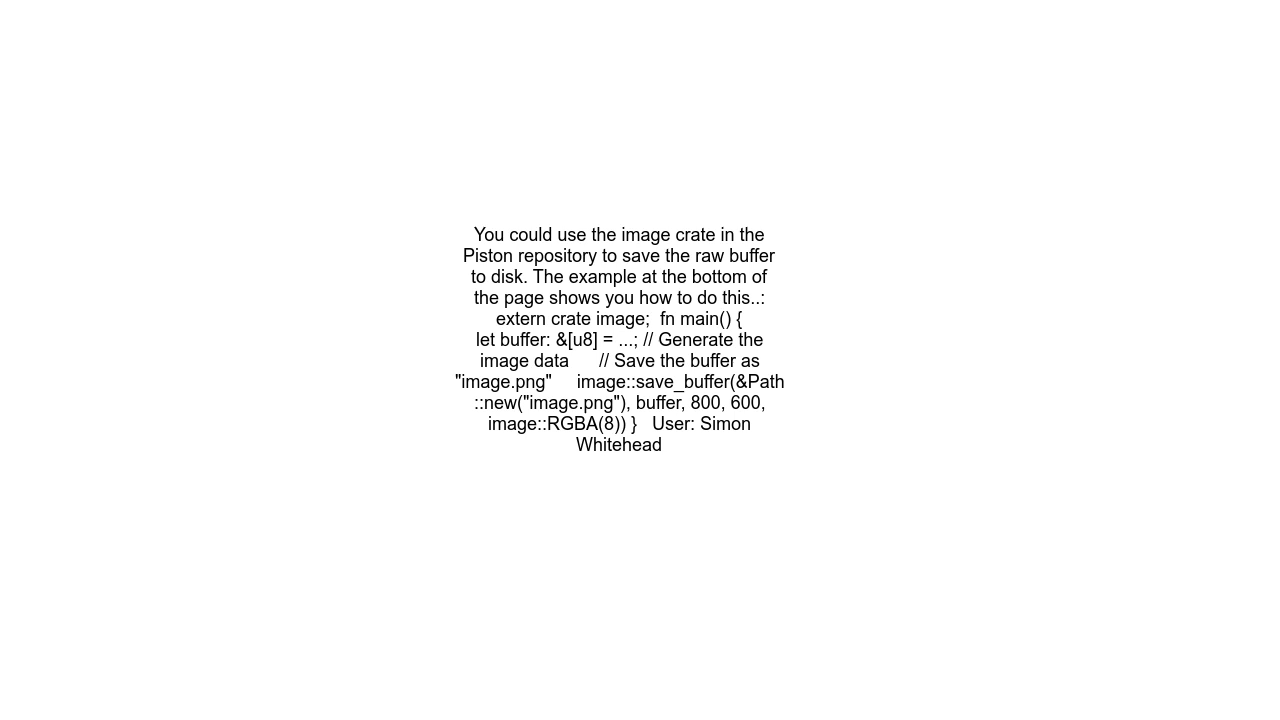 You could use the image crate in the
Piston repository to save the raw buffer
to disk. The example at the bottom of
the page shows you how to do this..:
extern crate image;  fn main() {
let buffer: &[u8] = ...; // Generate the
image data      // Save the buffer as
"image.png"     image::save_buffer(&Path
::new("image.png"), buffer, 800, 600,
image::RGBA(8)) }   User: Simon
Whitehead